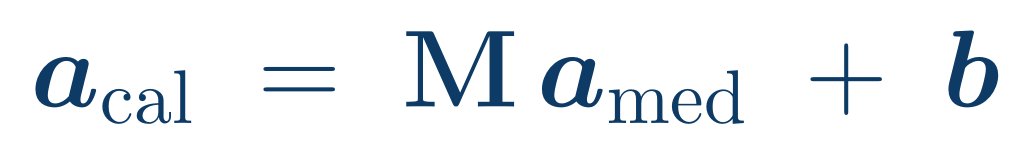 𝒂_cal = 𝐌 𝒂_med + 𝒃